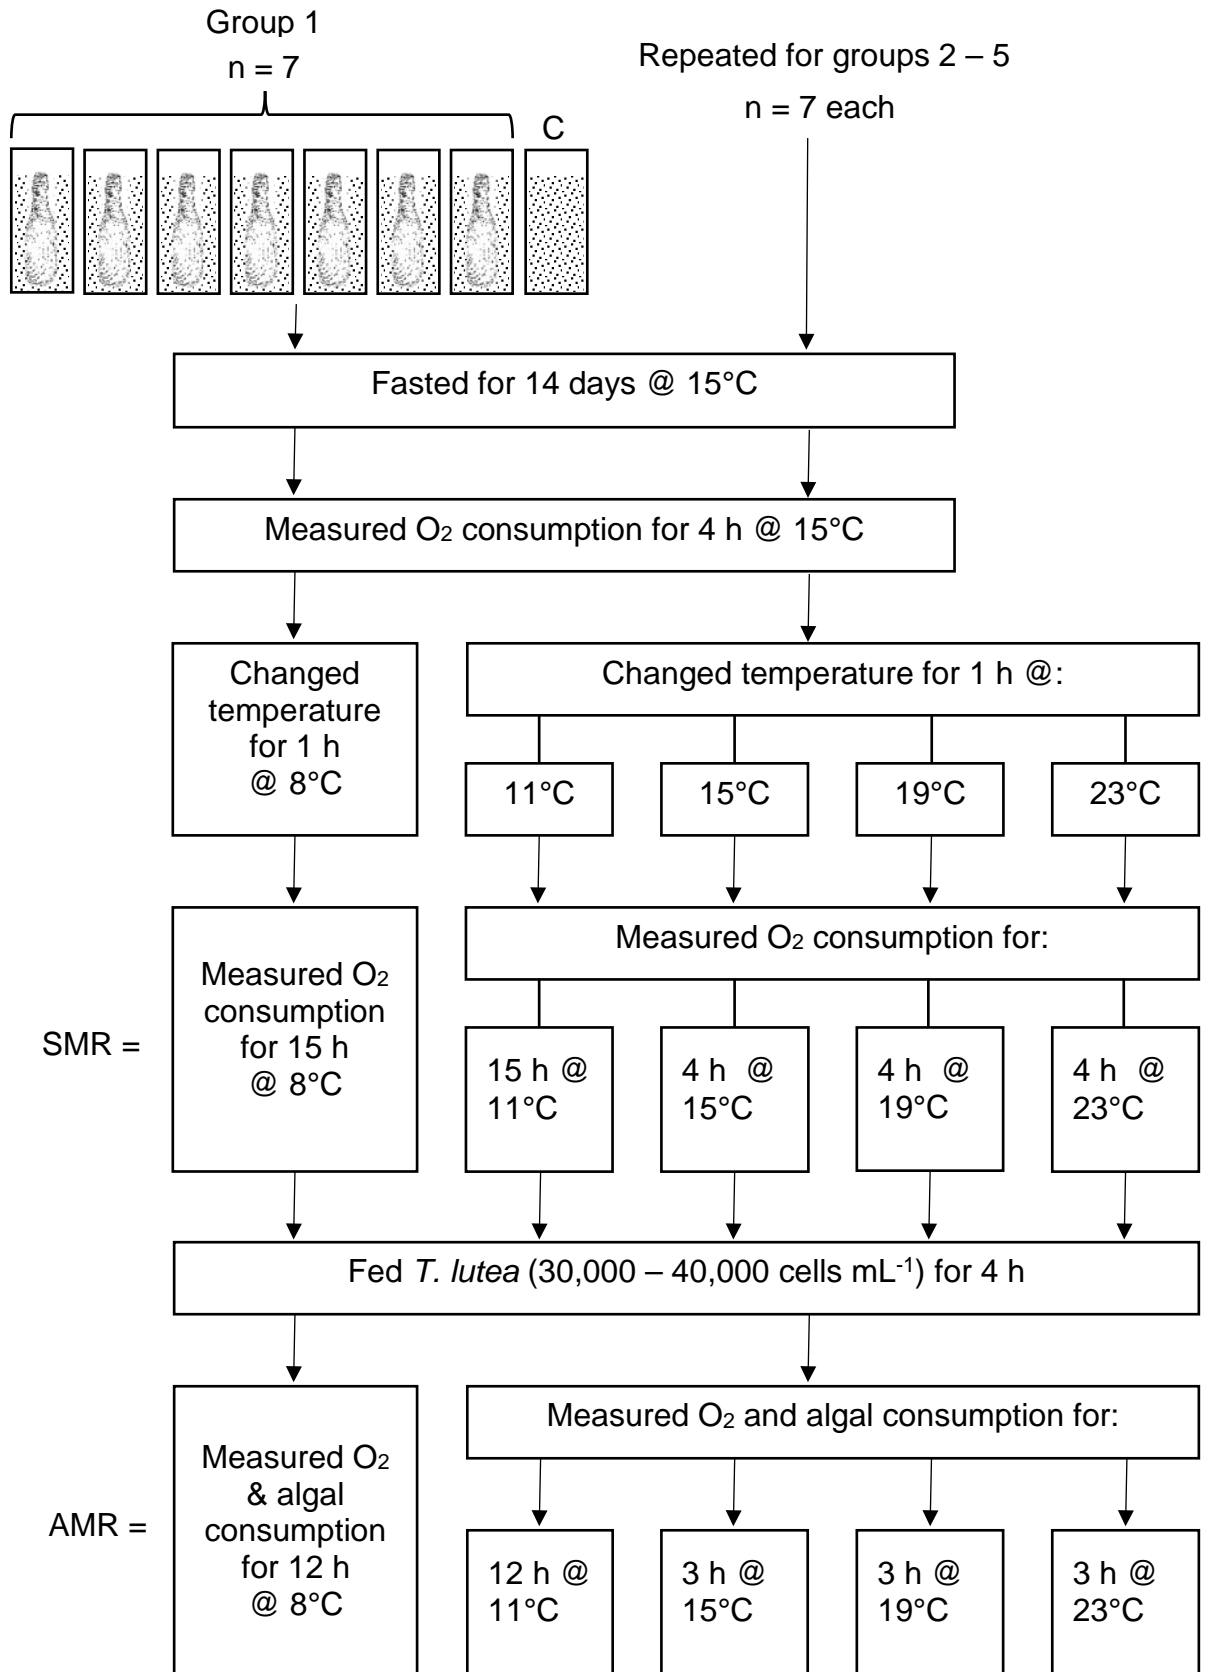 Group 1
n = 7
Repeated for groups 2 – 5
n = 7 each
C
Fasted for 14 days @ 15°C
Measured O₂ consumption for 4 h @ 15°C
Changed
temperature
for 1 h
@ 8°C
Changed temperature for 1 h @:
11°C
15°C
19°C
23°C
SMR =
Measured O₂
consumption
for 15 h
@ 8°C
Measured O₂ consumption for:
15 h @
11°C
4 h @
15°C
4 h @
19°C
4 h @
23°C
Fed T. lutea (30,000 – 40,000 cells mL⁻¹) for 4 h
AMR =
Measured O₂
& algal
consumption
for 12 h
@ 8°C
Measured O₂ and algal consumption for:
12 h @
11°C
3 h @
15°C
3 h @
19°C
3 h @
23°C